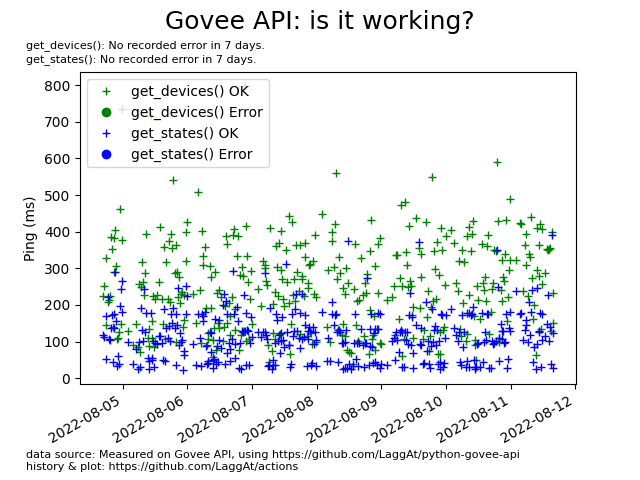 Govee API: is it working?
get_devices(): No recorded error in 7 days.
get_states(): No recorded error in 7 days.
get_devices() OK
get_devices() Error
get_states() OK
get_states() Error
Ping (ms)
800
700
600
500
400
300
200
100
0
2022-08-05
2022-08-06
2022-08-07
2022-08-08
2022-08-09
2022-08-10
2022-08-11
2022-08-12
data source: Measured on Govee API, using https://github.com/LaggAt/python-govee-api
history & plot: https://github.com/LaggAt/actions